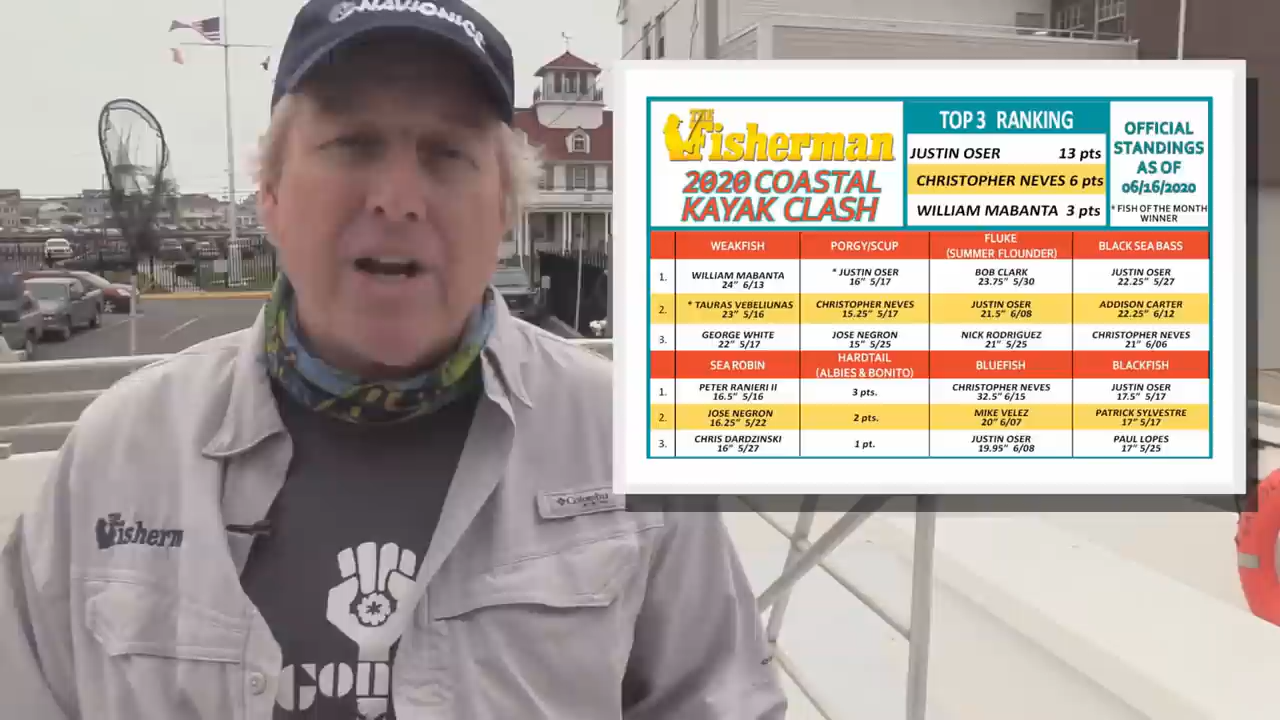 NAVIONICS
THE
Fisherman
2020 COASTAL
KAYAK CLASH
TOP 3 RANKING
JUSTIN OSER 13 pts
CHRISTOPHER NEVES 6 pts
WILLIAM MABANTA 3 pts
OFFICIAL
STANDINGS
AS OF
06/16/2020
* FISH OF THE MONTH
WINNER
WEAKFISH PORGY/SCUP FLUKE (SUMMER FLOUNDER) BLACK SEA BASS
1. WILLIAM MABANTA * JUSTIN OSER BOB CLARK JUSTIN OSER
24" 6/13 16" 5/17 23.75" 5/30 22.25" 5/27
2. * TAURAS VEBELIUNAS CHRISTOPHER NEVES JUSTIN OSER ADDISON CARTER
23" 5/16 15.25" 5/17 21.5" 6/08 22.25" 6/12
3. GEORGE WHITE JOSE NEGRON NICK RODRIGUEZ CHRISTOPHER NEVES
22" 5/17 15" 5/25 21" 5/25 21" 6/06
SEA ROBIN HARDTAIL (ALBIES & BONITO) BLUEFISH BLACKFISH
1. PETER RANIERI II 3 pts. CHRISTOPHER NEVES JUSTIN OSER
16.5" 5/16 32.5" 6/15 17.5" 5/17
2. JOSE NEGRON 2 pts. MIKE VELEZ PATRICK SYLVESTRE
16.25" 5/22 20" 6/07 17" 5/17
3. CHRIS DARDZINSKI 1 pt. JUSTIN OSER PAUL LOPES
16" 5/27 19.95" 6/08 17" 5/25
Columbia
THE
Fisherm
GON